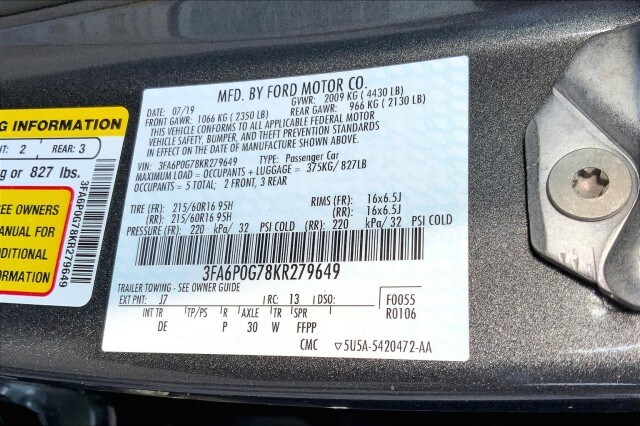 G INFORMATION
NT: 2 REAR: 3
g or 827 lbs.
SEE OWNERS
MANUAL FOR
ADDITIONAL
INFORMATION
3FA6P0G78KR279649
MFD. BY FORD MOTOR CO.
DATE: 07/19 GVWR: 2009 KG ( 4430 LB)
FRONT GAWR: 1066 KG ( 2350 LB) REAR GAWR: 966 KG ( 2130 LB)
THIS VEHICLE CONFORMS TO ALL APPLICABLE FEDERAL MOTOR
VEHICLE SAFETY, BUMPER, AND THEFT PREVENTION STANDARDS
IN EFFECT ON THE DATE OF MANUFACTURE SHOWN ABOVE.
VIN: 3FA6P0G78KR279649 TYPE: Passenger Car
MAXIMUM LOAD = OCCUPANTS + LUGGAGE = 375KG / 827LB
OCCUPANTS = 5 TOTAL; 2 FRONT, 3 REAR
TIRE (FR): 215/60R16 95H RIMS (FR): 16x6.5J
(RR): 215/60R16 95H (RR): 16x6.5J
PRESSURE (FR): 220 kPa/ 32 PSI COLD (RR): 220 kPa/32 PSI COLD
3FA6P0G78KR279649
TRAILER TOWING - SEE OWNER GUIDE
EXT PNT: J7 RC: 13 DSO: F0055
INT TR TP/PS R AXLE TR SPR R0106
DE P 30 W FFPP
CMC ▽5U5A-5420472-AA